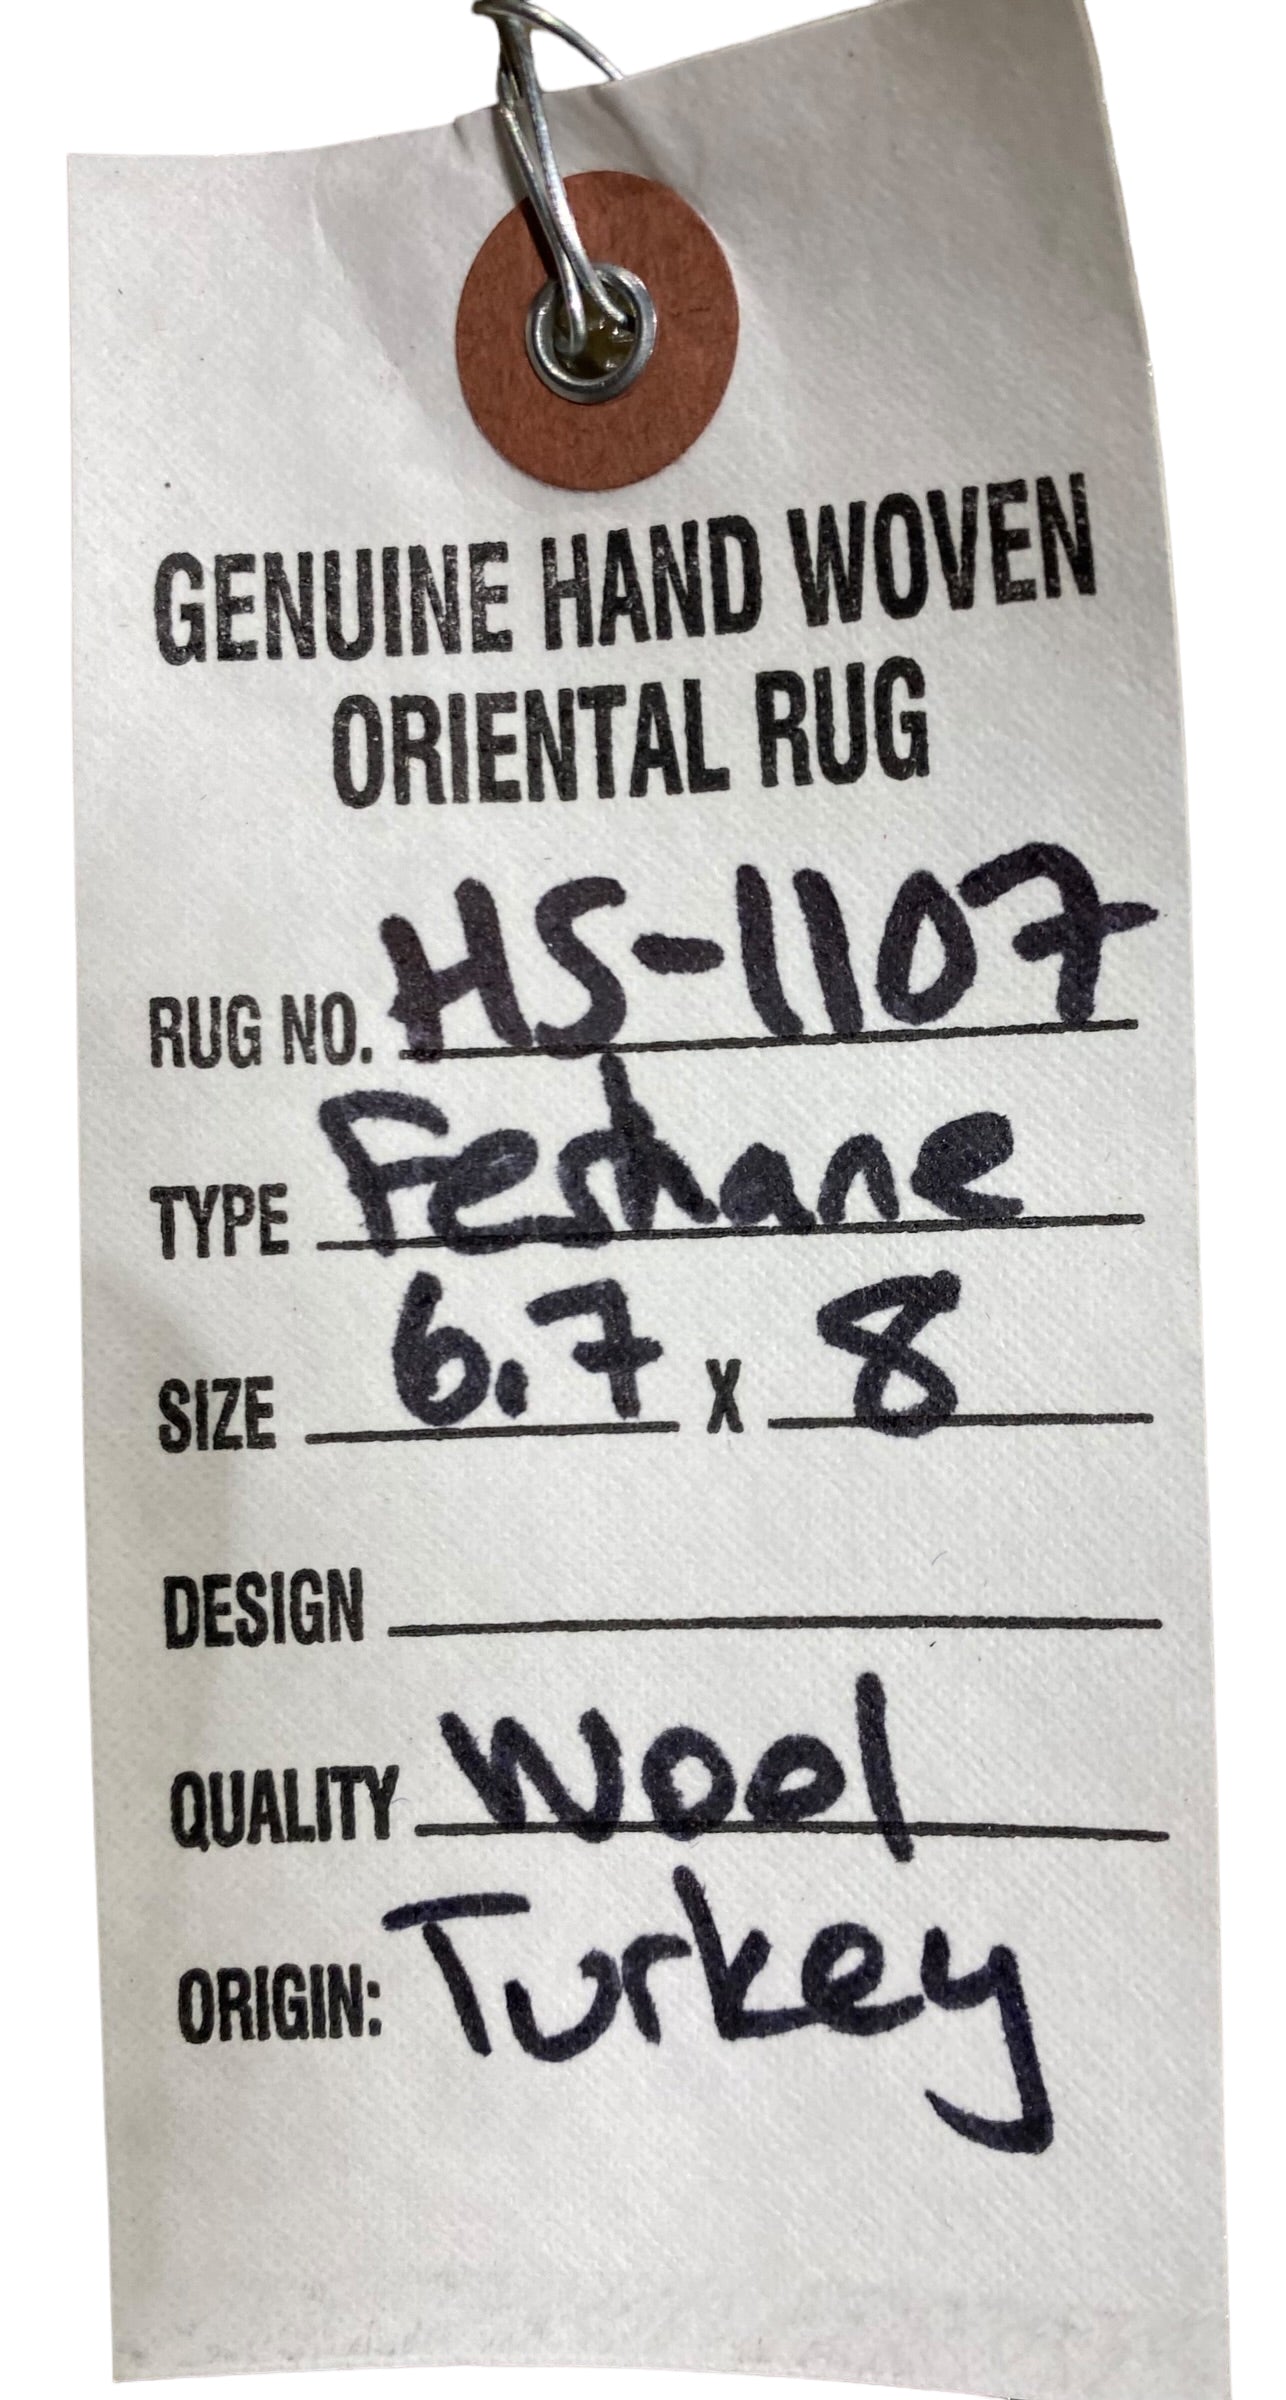 GENUINE HAND WOVEN
ORIENTAL RUG
RUG NO. HS-1107
TYPE Feshane
SIZE 6.7 X 8
DESIGN
QUALITY Wool
ORIGIN: Turkey